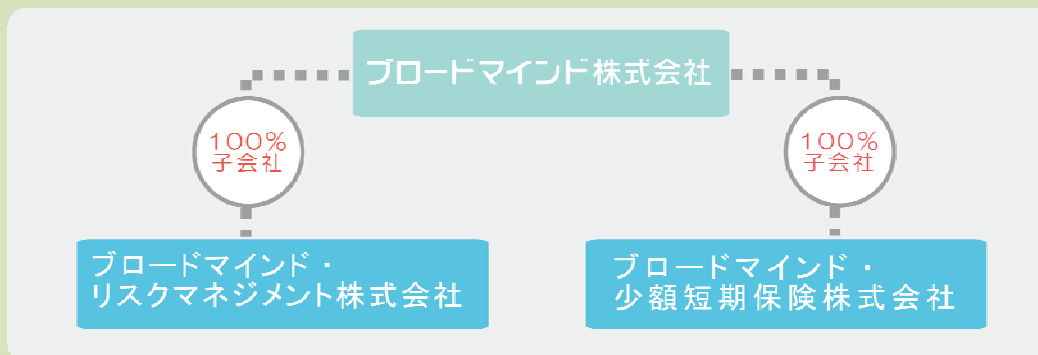 ブロードマインド株式会社
100%
子会社
100%
子会社
ブロードマインド・
リスクマネジメント株式会社
ブロードマインド・
少額短期保険株式会社